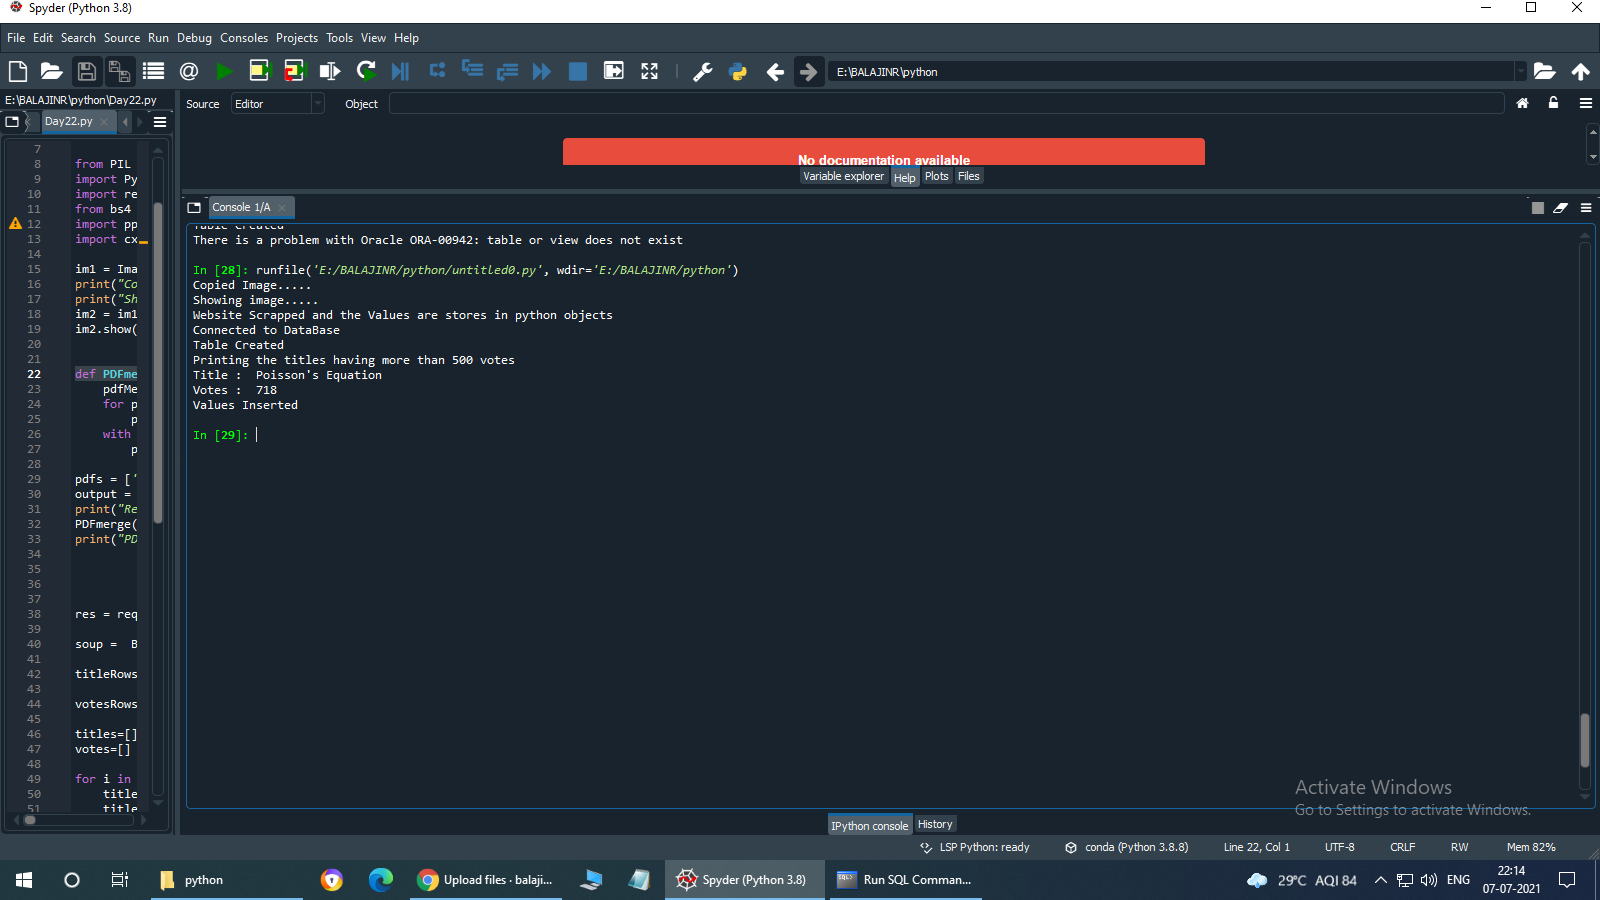 Spyder (Python 3.8)
File Edit Search Source Run Debug Consoles Projects Tools View Help
E:\BALAJINR\python
E:\BALAJINR\python\Day22.py
Day22.py
Source Editor Object
No documentation available
Variable explorer Help Plots Files
7
8 from PIL
9 import Py
10 import re
11 from bs4
12 import pp
13 import cx
14
15 im1 = Ima
16 print("Co
17 print("Sh
18 im2 = im1
19 im2.show(
20
21
22 def PDFme
23 pdfMe
24 for p
25 p
26 with
27 p
28
29 pdfs = ['
30 output =
31 print("Re
32 PDFmerge(
33 print("PD
34
35
36
37
38 res = req
39
40 soup = B
41
42 titleRows
43
44 votesRows
45
46 titles=[]
47 votes=[]
48
49 for i in
50 title
51 title
Console 1/A
Table Created
There is a problem with Oracle ORA-00942: table or view does not exist
In [28]: runfile('E:/BALAJINR/python/untitled0.py', wdir='E:/BALAJINR/python')
Copied Image.....
Showing image.....
Website Scrapped and the Values are stores in python objects
Connected to DataBase
Table Created
Printing the titles having more than 500 votes
Title : Poisson's Equation
Votes : 718
Values Inserted
In [29]:
Activate Windows
Go to Settings to activate Windows.
IPython console History
LSP Python: ready conda (Python 3.8.8) Line 22, Col 1 UTF-8 CRLF RW Mem 82%
python Upload files · balaji... Spyder (Python 3.8) Run SQL Comman... 29°C AQI 84 ENG 22:14
07-07-2021